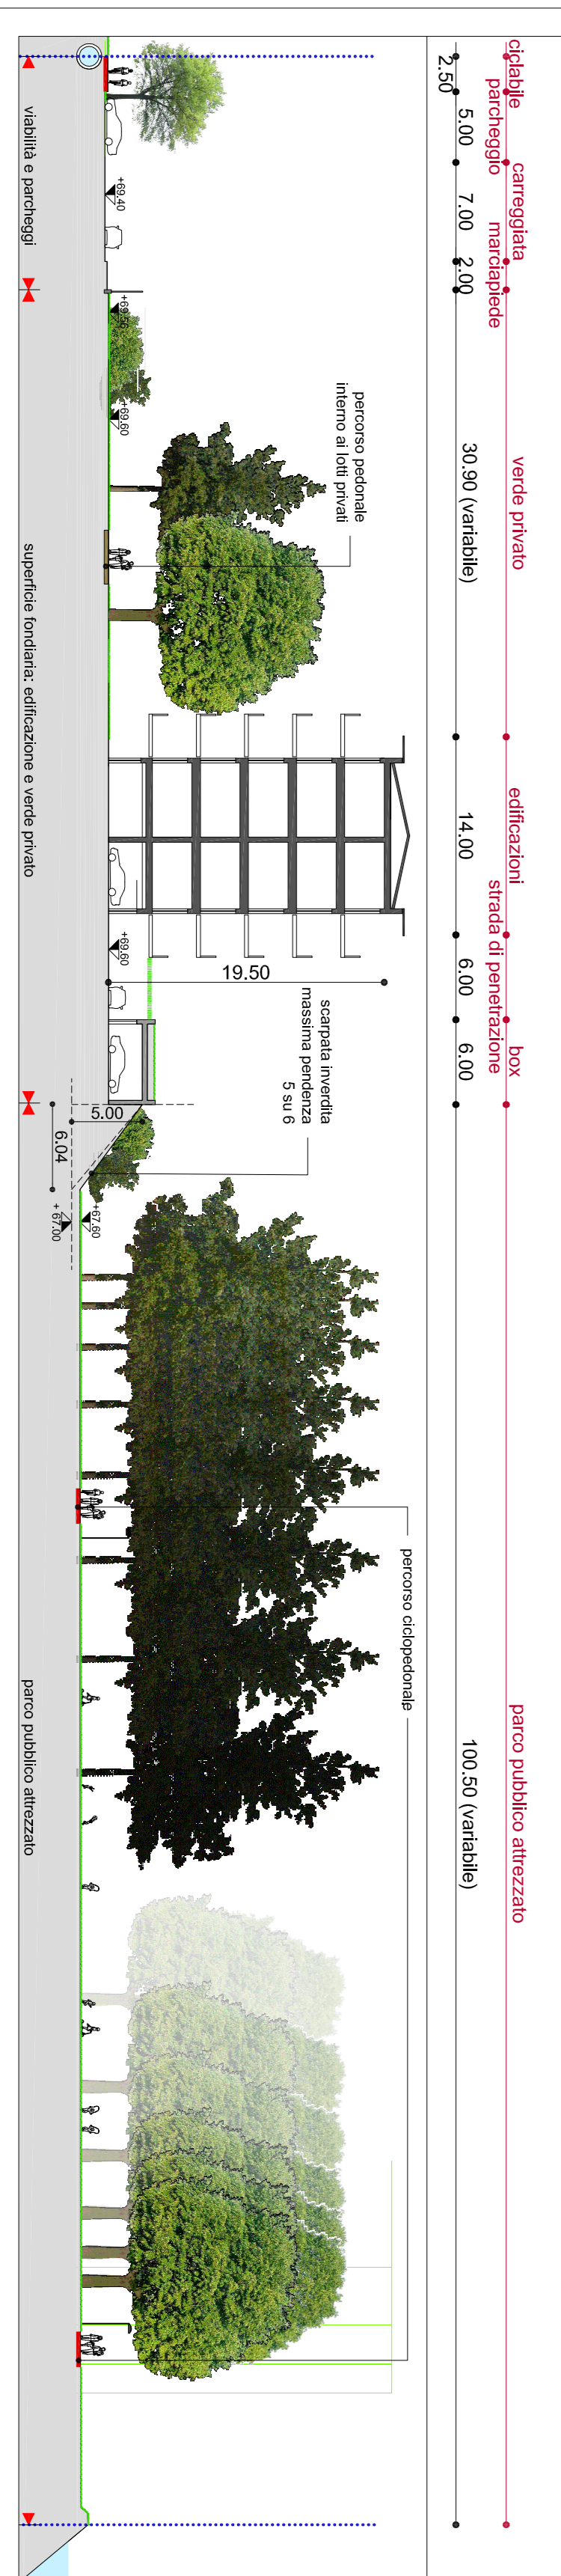 ciclabile
parcheggio
carreggiata
marciapiede
verde privato
edificazioni
strada di penetrazione
box
parco pubblico attrezzato
2.50
5.00
7.00
2.00
30.90 (variabile)
14.00
6.00
6.00
100.50 (variabile)
percorso pedonale
interno ai lotti privati
scarpata inverdita
massima pendenza
5 su 6
percorso ciclopedonale
19.50
+69.40
+69.60
+69.60
5.00
6.04
+67.60
+ 67.00
viabilità e parcheggi
superficie fondiaria: edificazione e verde privato
parco pubblico attrezzato